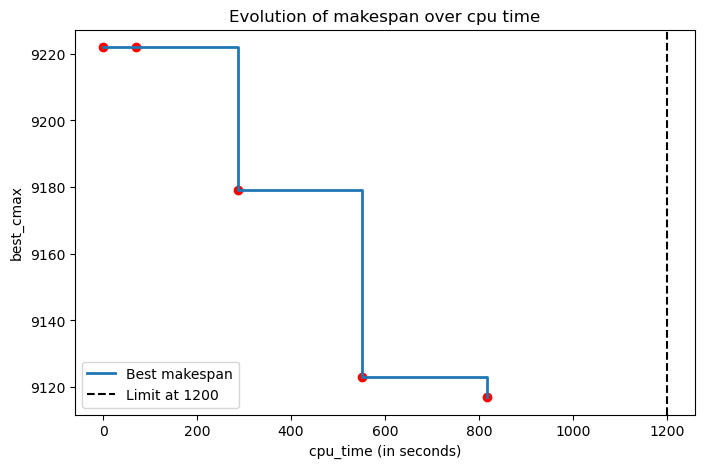 Evolution of makespan over cpu time
best_cmax
9220
9200
9180
9160
9140
9120
Best makespan
Limit at 1200
0
200
400
600
800
1000
1200
cpu_time (in seconds)